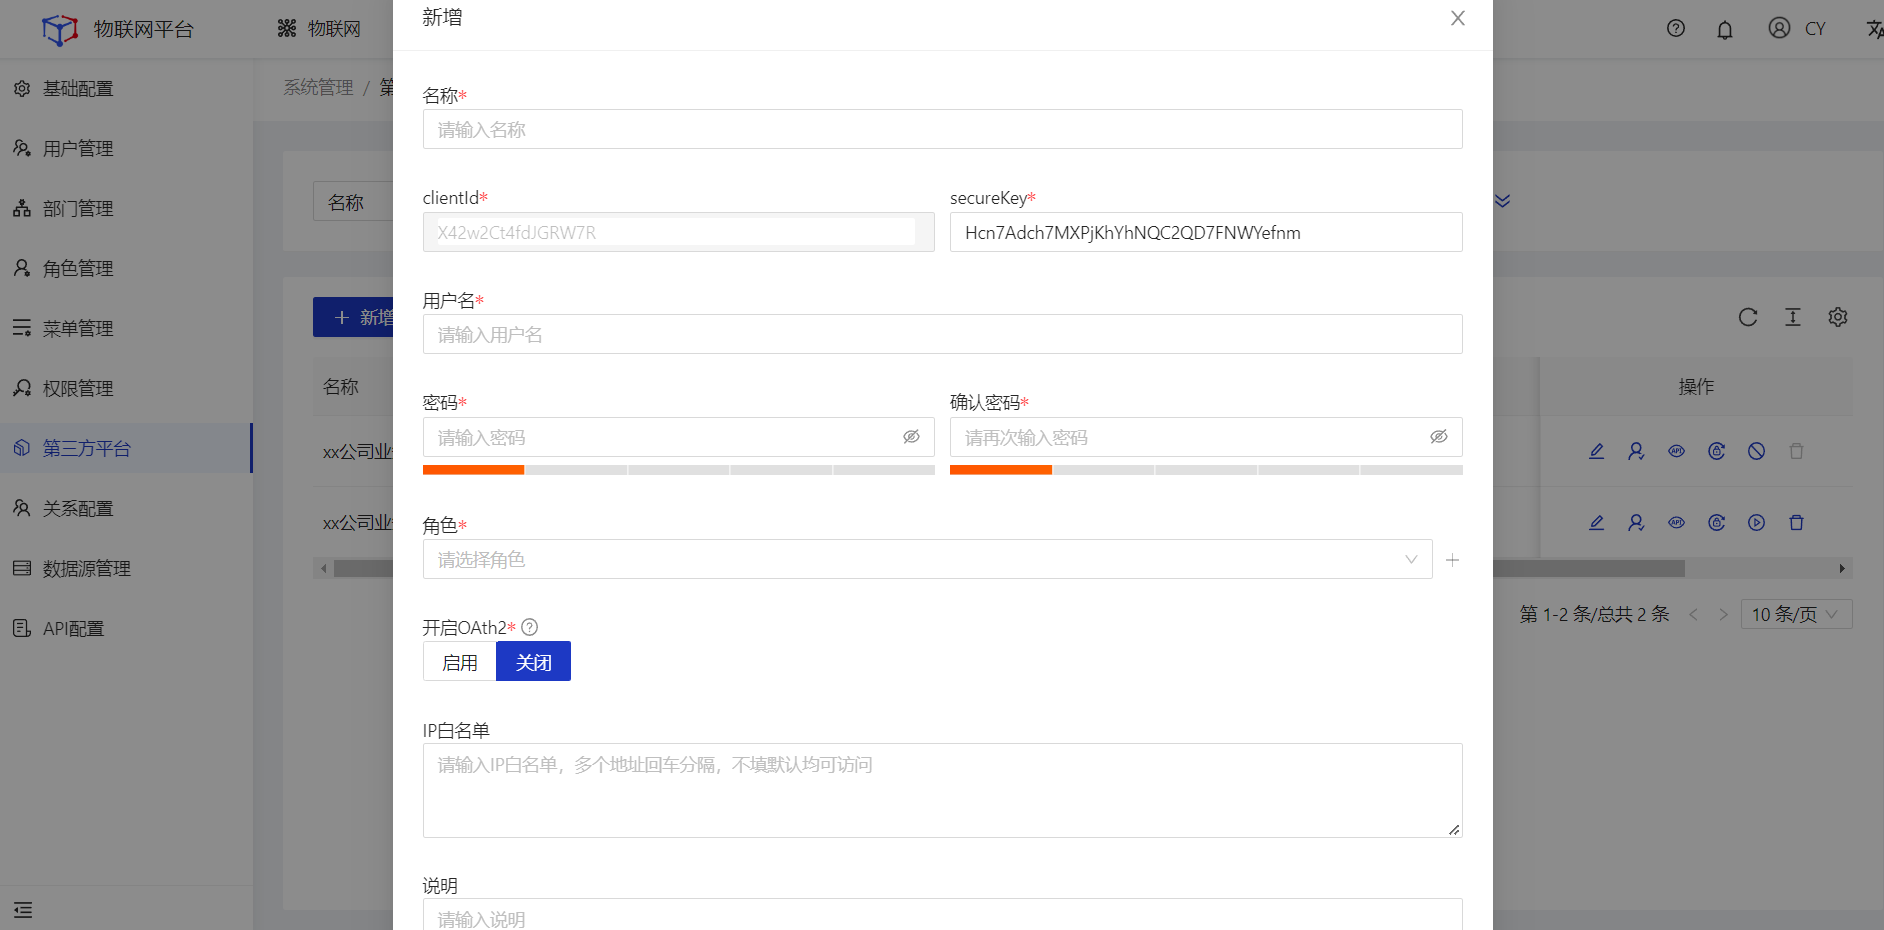 物联网平台
物联网
CY
基础配置
用户管理
部门管理
角色管理
菜单管理
权限管理
第三方平台
关系配置
数据源管理
API配置
系统管理 / 第
名称
+ 新增
名称
xx公司业
xx公司业
新增
名称*
请输入名称
clientId*
secureKey*
X42w2Ct4fdJGRW7R
Hcn7Adch7MXPjKhYhNQC2QD7FNWYefnm
用户名*
请输入用户名
密码*
确认密码*
请输入密码
请再次输入密码
角色*
请选择角色
开启OAth2*
启用
关闭
IP白名单
请输入IP白名单，多个地址回车分隔，不填默认均可访问
说明
请输入说明
操作
API
API
第 1-2 条/总共 2 条
10 条/页